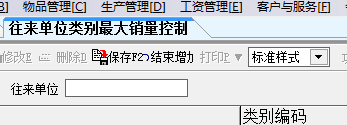 B] 物品管理[C] 生产管理[D] 工资管理[E] 客户与服务[F]
往来单位类别最大销量控制
修改E 删除D 保存F2 结束增加 打印P 标准样式
往来单位
类别编码